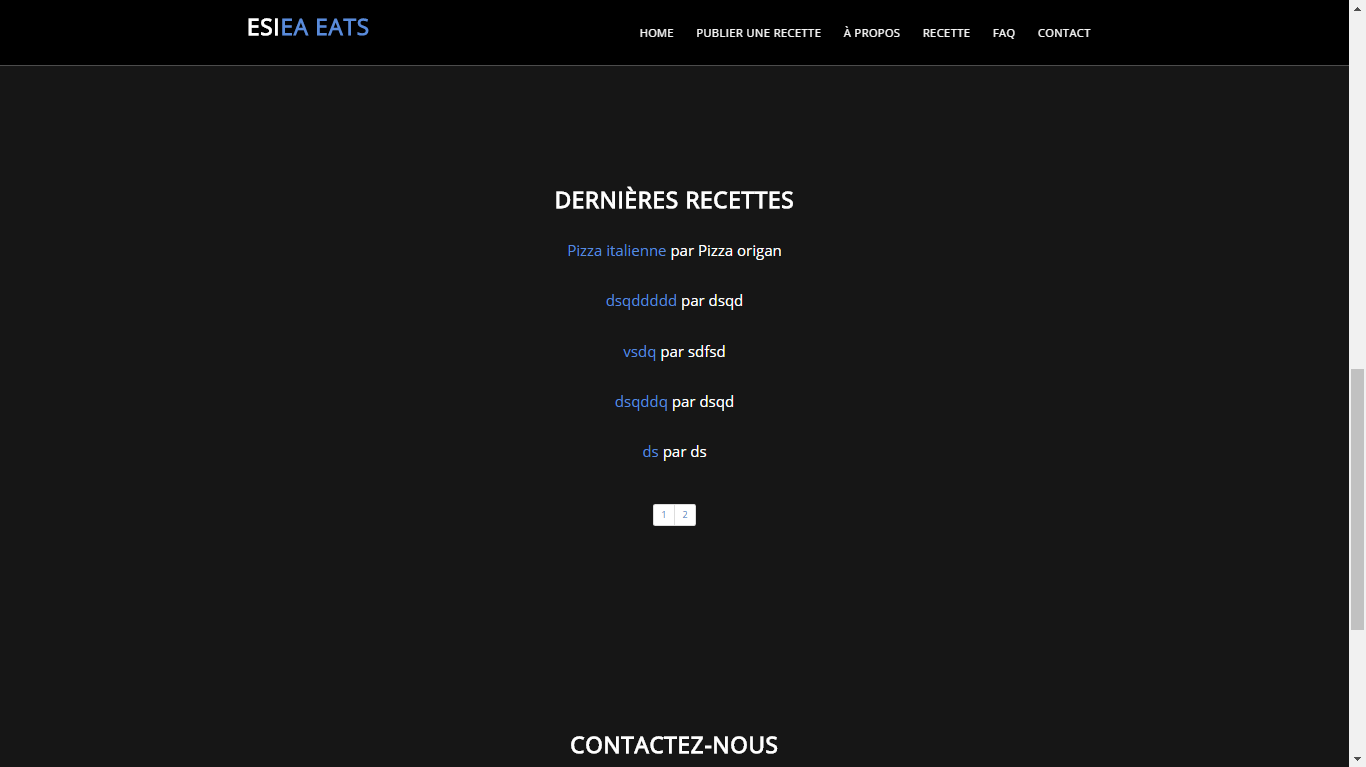 ESIEA EATS
HOME PUBLIER UNE RECETTE À PROPOS RECETTE FAQ CONTACT
DERNIÈRES RECETTES
Pizza italienne par Pizza origan
dsqddddd par dsqd
vsdq par sdfsd
dsqddq par dsqd
ds par ds
1 2
CONTACTEZ-NOUS